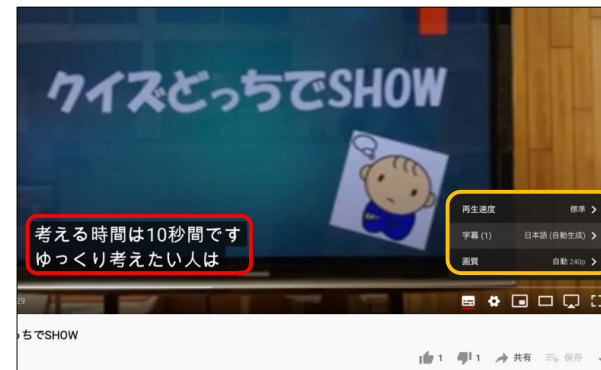 クイズどっちでSHOW
再生速度 標準
字幕 (1) 日本語 (自動生成)
画質 自動 240p
考える時間は10秒間です
ゆっくり考えたい人は
29
ちでSHOW
1 1 共有 保存